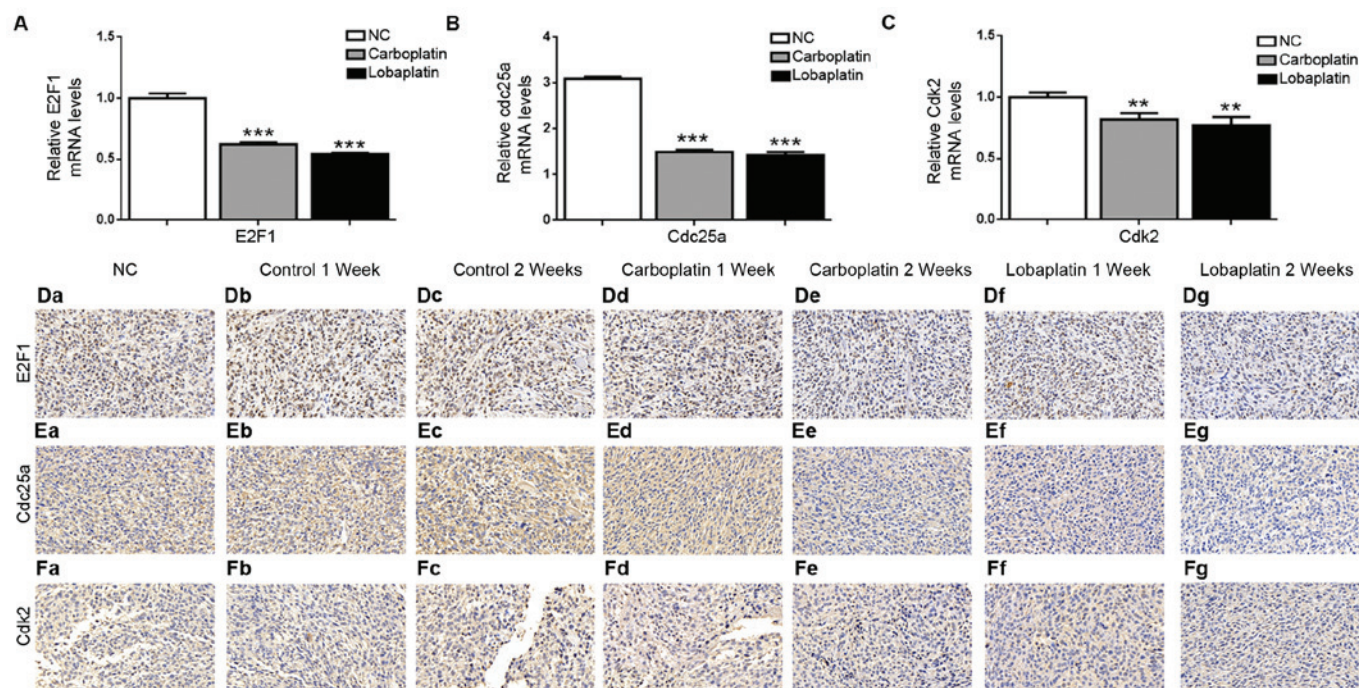 A
Relative E2F1
mRNA levels
1.5
1.0
0.5
0.0
NC
Carboplatin
Lobaplatin
***
***
E2F1
B
Relative cdc25a
mRNA levels
4
3
2
1
0
NC
Carboplatin
Lobaplatin
***
***
Cdc25a
C
Relative Cdk2
mRNA levels
1.5
1.0
0.5
0.0
NC
Carboplatin
Lobaplatin
**
**
Cdk2
NC Control 1 Week Control 2 Weeks Carboplatin 1 Week Carboplatin 2 Weeks Lobaplatin 1 Week Lobaplatin 2 Weeks
Da Db Dc Dd De Df Dg
E2F1
Ea Eb Ec Ed Ee Ef Eg
Cdc25a
Fa Fb Fc Fd Fe Ff Fg
Cdk2